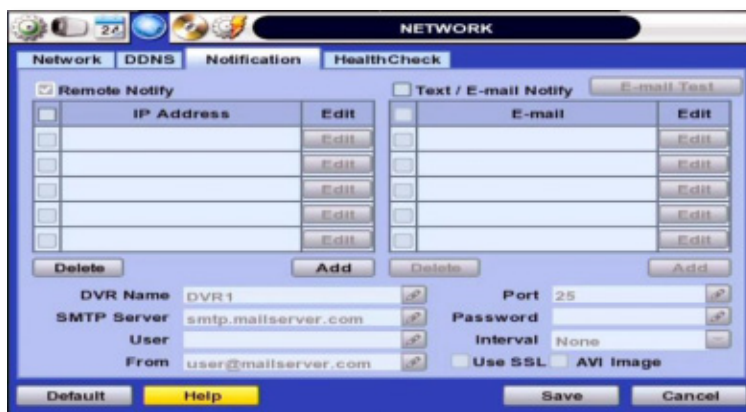 24
NETWORK
Network DDNS Notification HealthCheck
Remote Notify Text / E-mail Notify E-mail Test
IP Address Edit E-mail Edit
Edit Edit
Edit Edit
Edit Edit
Edit Edit
Edit Edit
Delete Add Delete Add
DVR Name DVR1 Port 25
SMTP Server smtp.mailserver.com Password
User Interval None
From user@mailserver.com Use SSL AVI Image
Default Help Save Cancel